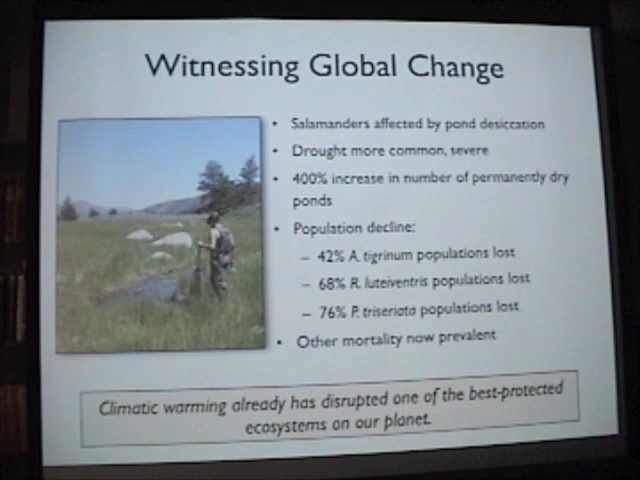 Witnessing Global Change
• Salamanders affected by pond desiccation
• Drought more common, severe
• 400% increase in number of permanently dry
ponds
• Population decline:
– 42% A. tigrinum populations lost
– 68% R. luteiventris populations lost
– 76% P. triseriata populations lost
• Other mortality now prevalent
Climatic warming already has disrupted one of the best-protected
ecosystems on our planet.